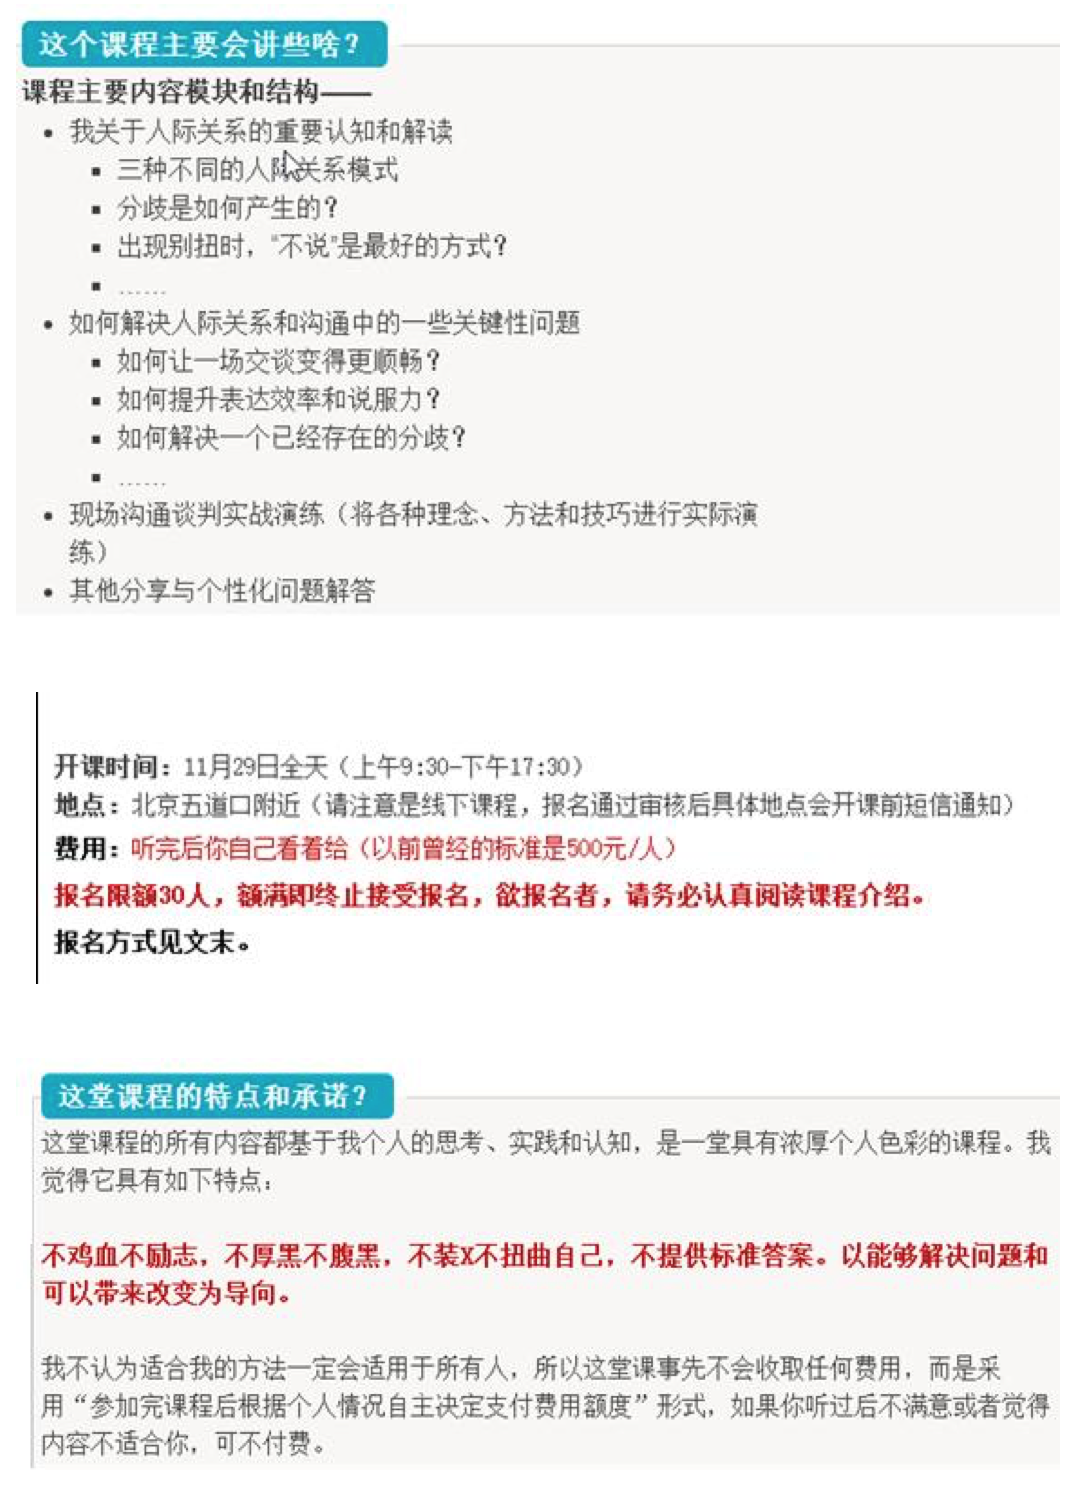 这个课程主要会讲些啥？
课程主要内容模块和结构——
• 我关于人际关系的重要认知和解读
▪ 三种不同的人际关系模式
▪ 分歧是如何产生的？
▪ 出现别扭时，“不说”是最好的方式？
▪ ……
• 如何解决人际关系和沟通中的一些关键性问题
▪ 如何让一场交谈变得更顺畅？
▪ 如何提升表达效率和说服力？
▪ 如何解决一个已经存在的分歧？
▪ ……
• 现场沟通谈判实战演练（将各种理念、方法和技巧进行实际演
练）
• 其他分享与个性化问题解答
开课时间：11月29日全天（上午9:30-下午17:30）
地点：北京五道口附近（请注意是线下课程，报名通过审核后具体地点会开课前短信通知）
费用：听完后你自己看着给（以前曾经的标准是500元/人）
报名限额30人，额满即终止接受报名，欲报名者，请务必认真阅读课程介绍。
报名方式见文末。
这堂课程的特点和承诺？
这堂课程的所有内容都基于我个人的思考、实践和认知，是一堂具有浓厚个人色彩的课程。我
觉得它具有如下特点：
不鸡血不励志，不厚黑不腹黑，不装X不扭曲自己，不提供标准答案。以能够解决问题和
可以带来改变为导向。
我不认为适合我的方法一定会适用于所有人，所以这堂课事先不会收取任何费用，而是采
用“参加完课程后根据个人情况自主决定支付费用额度”形式，如果你听过后不满意或者觉得
内容不适合你，可不付费。